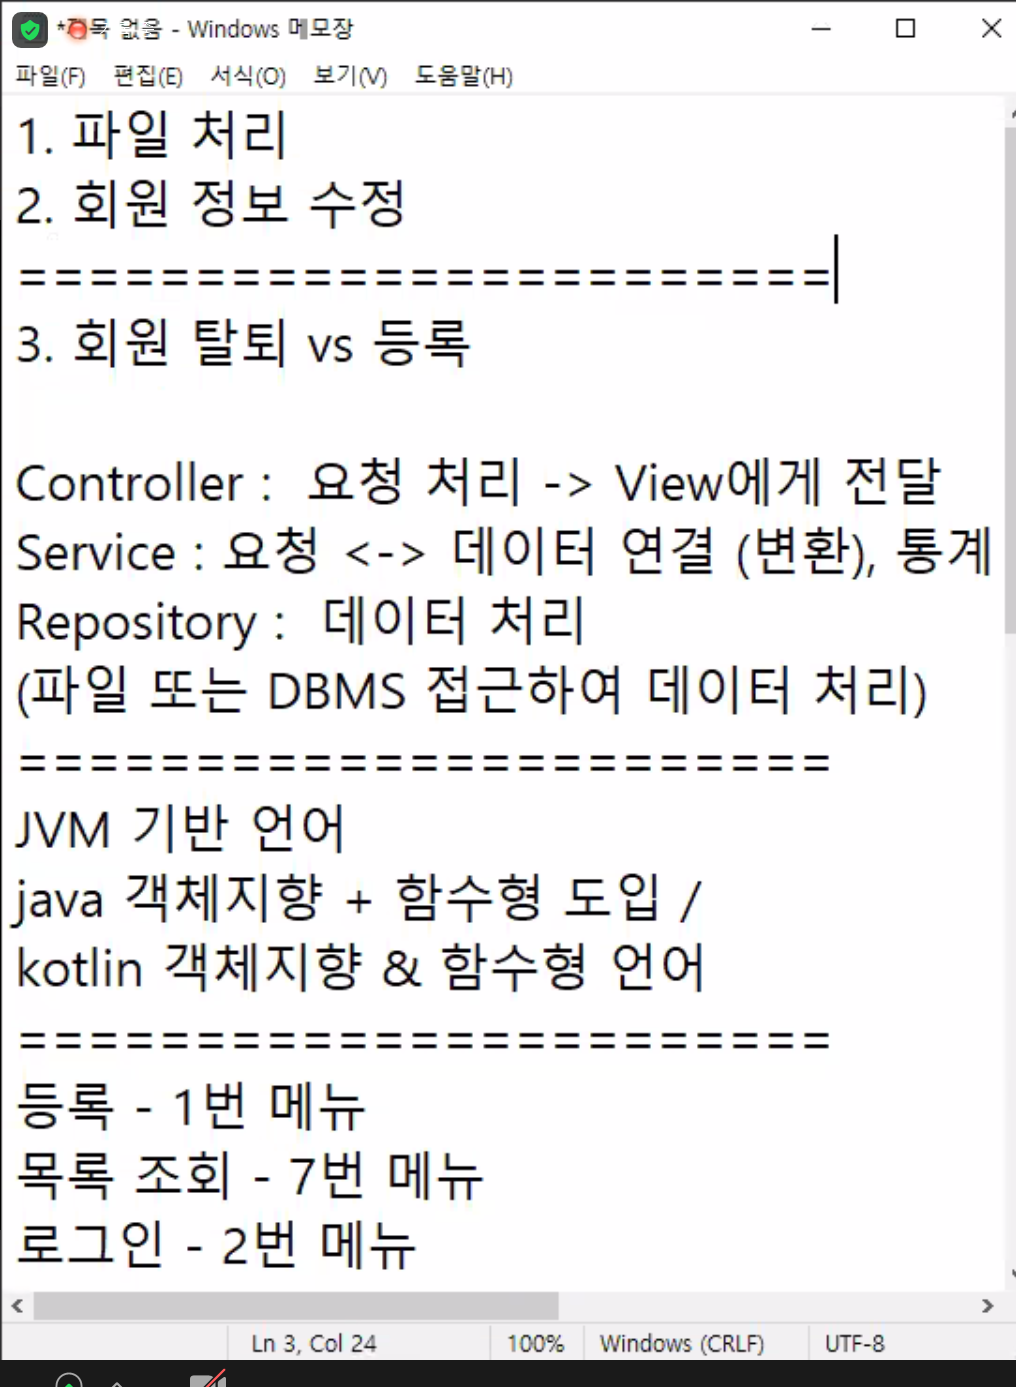 *제목 없음 - Windows 메모장
파일(F) 편집(E) 서식(O) 보기(V) 도움말(H)
1. 파일 처리
2. 회원 정보 수정
=======================
3. 회원 탈퇴 vs 등록
Controller :  요청 처리 -> View에게 전달
Service : 요청 <-> 데이터 연결 (변환), 통계
Repository :  데이터 처리
(파일 또는 DBMS 접근하여 데이터 처리)
=======================
JVM 기반 언어
java 객체지향 + 함수형 도입 /
kotlin 객체지향 & 함수형 언어
=======================
등록 - 1번 메뉴
목록 조회 - 7번 메뉴
로그인 - 2번 메뉴
Ln 3, Col 24 100% Windows (CRLF) UTF-8